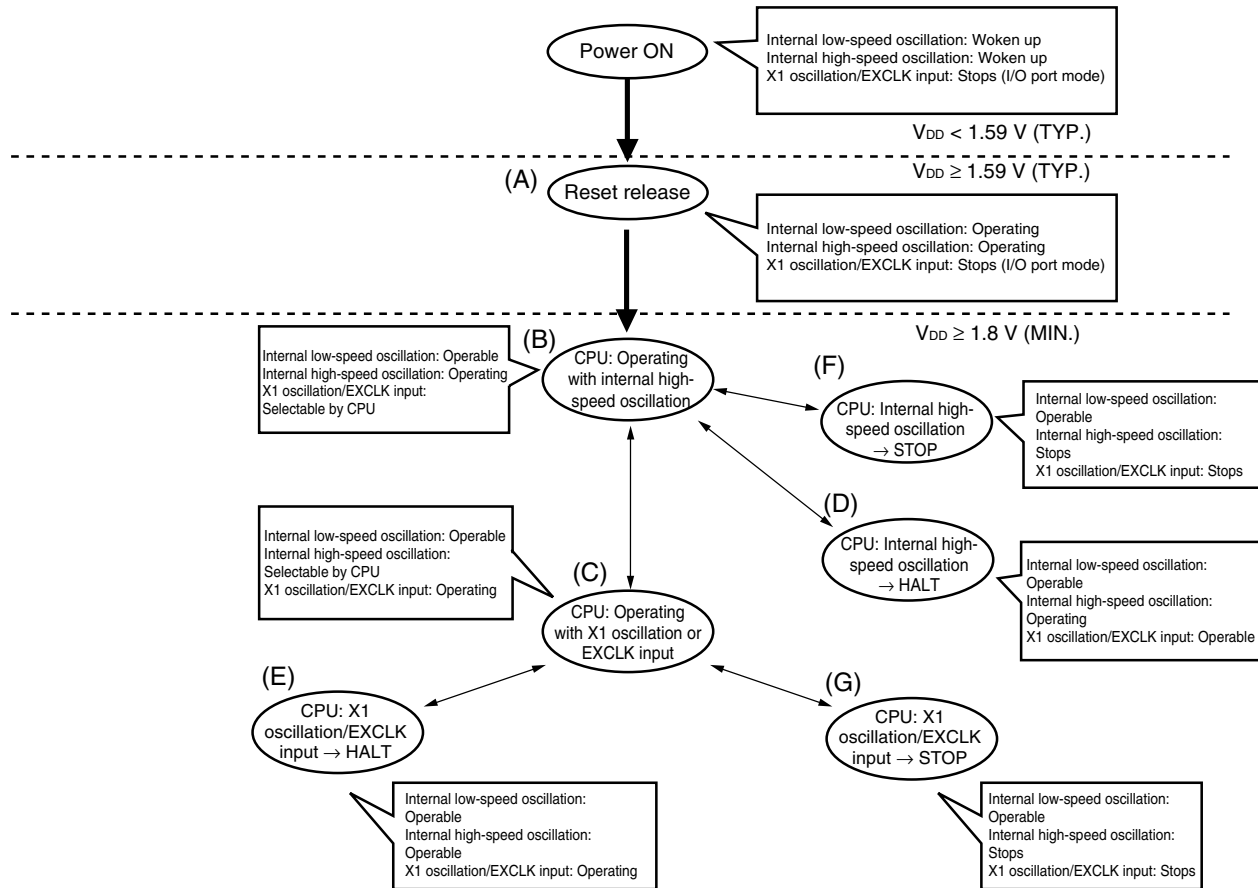 Power ON
Internal low-speed oscillation: Woken up
Internal high-speed oscillation: Woken up
X1 oscillation/EXCLK input: Stops (I/O port mode)
VDD < 1.59 V (TYP.)
VDD ≥ 1.59 V (TYP.)
(A)
Reset release
Internal low-speed oscillation: Operating
Internal high-speed oscillation: Operating
X1 oscillation/EXCLK input: Stops (I/O port mode)
VDD ≥ 1.8 V (MIN.)
(B)
Internal low-speed oscillation: Operable
Internal high-speed oscillation: Operating
X1 oscillation/EXCLK input:
Selectable by CPU
CPU: Operating
with internal high-
speed oscillation
(F)
CPU: Internal high-
speed oscillation
→ STOP
Internal low-speed oscillation:
Operable
Internal high-speed oscillation:
Stops
X1 oscillation/EXCLK input: Stops
(D)
CPU: Internal high-
speed oscillation
→ HALT
Internal low-speed oscillation:
Operable
Internal high-speed oscillation:
Operating
X1 oscillation/EXCLK input: Operable
Internal low-speed oscillation: Operable
Internal high-speed oscillation:
Selectable by CPU
X1 oscillation/EXCLK input: Operating
(C)
CPU: Operating
with X1 oscillation or
EXCLK input
(E)
CPU: X1
oscillation/EXCLK
input → HALT
(G)
CPU: X1
oscillation/EXCLK
input → STOP
Internal low-speed oscillation:
Operable
Internal high-speed oscillation:
Operable
X1 oscillation/EXCLK input: Operating
Internal low-speed oscillation:
Operable
Internal high-speed oscillation:
Stops
X1 oscillation/EXCLK input: Stops